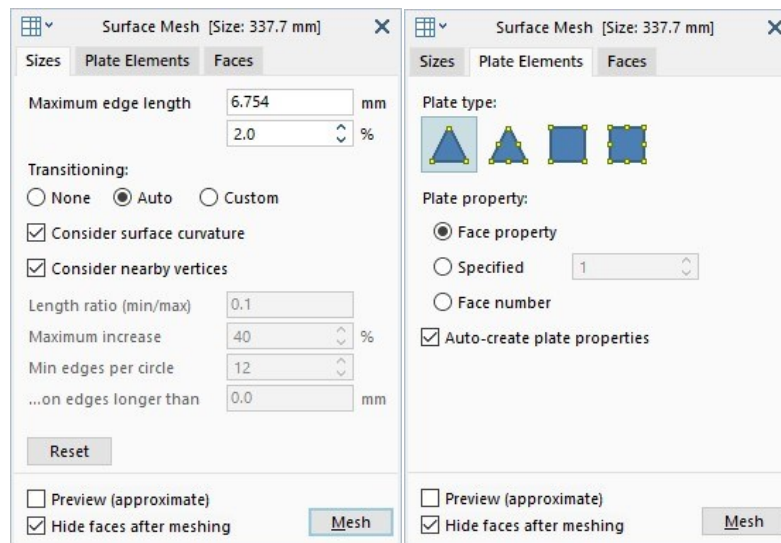 Surface Mesh [Size: 337.7 mm]
Sizes Plate Elements Faces
Maximum edge length 6.754 mm
2.0 %
Transitioning:
None Auto Custom
Consider surface curvature
Consider nearby vertices
Length ratio (min/max) 0.1
Maximum increase 40 %
Min edges per circle 12
...on edges longer than 0.0 mm
Reset
Preview (approximate)
Hide faces after meshing Mesh
Surface Mesh [Size: 337.7 mm]
Sizes Plate Elements Faces
Plate type:
Plate property:
Face property
Specified 1
Face number
Auto-create plate properties
Preview (approximate)
Hide faces after meshing Mesh